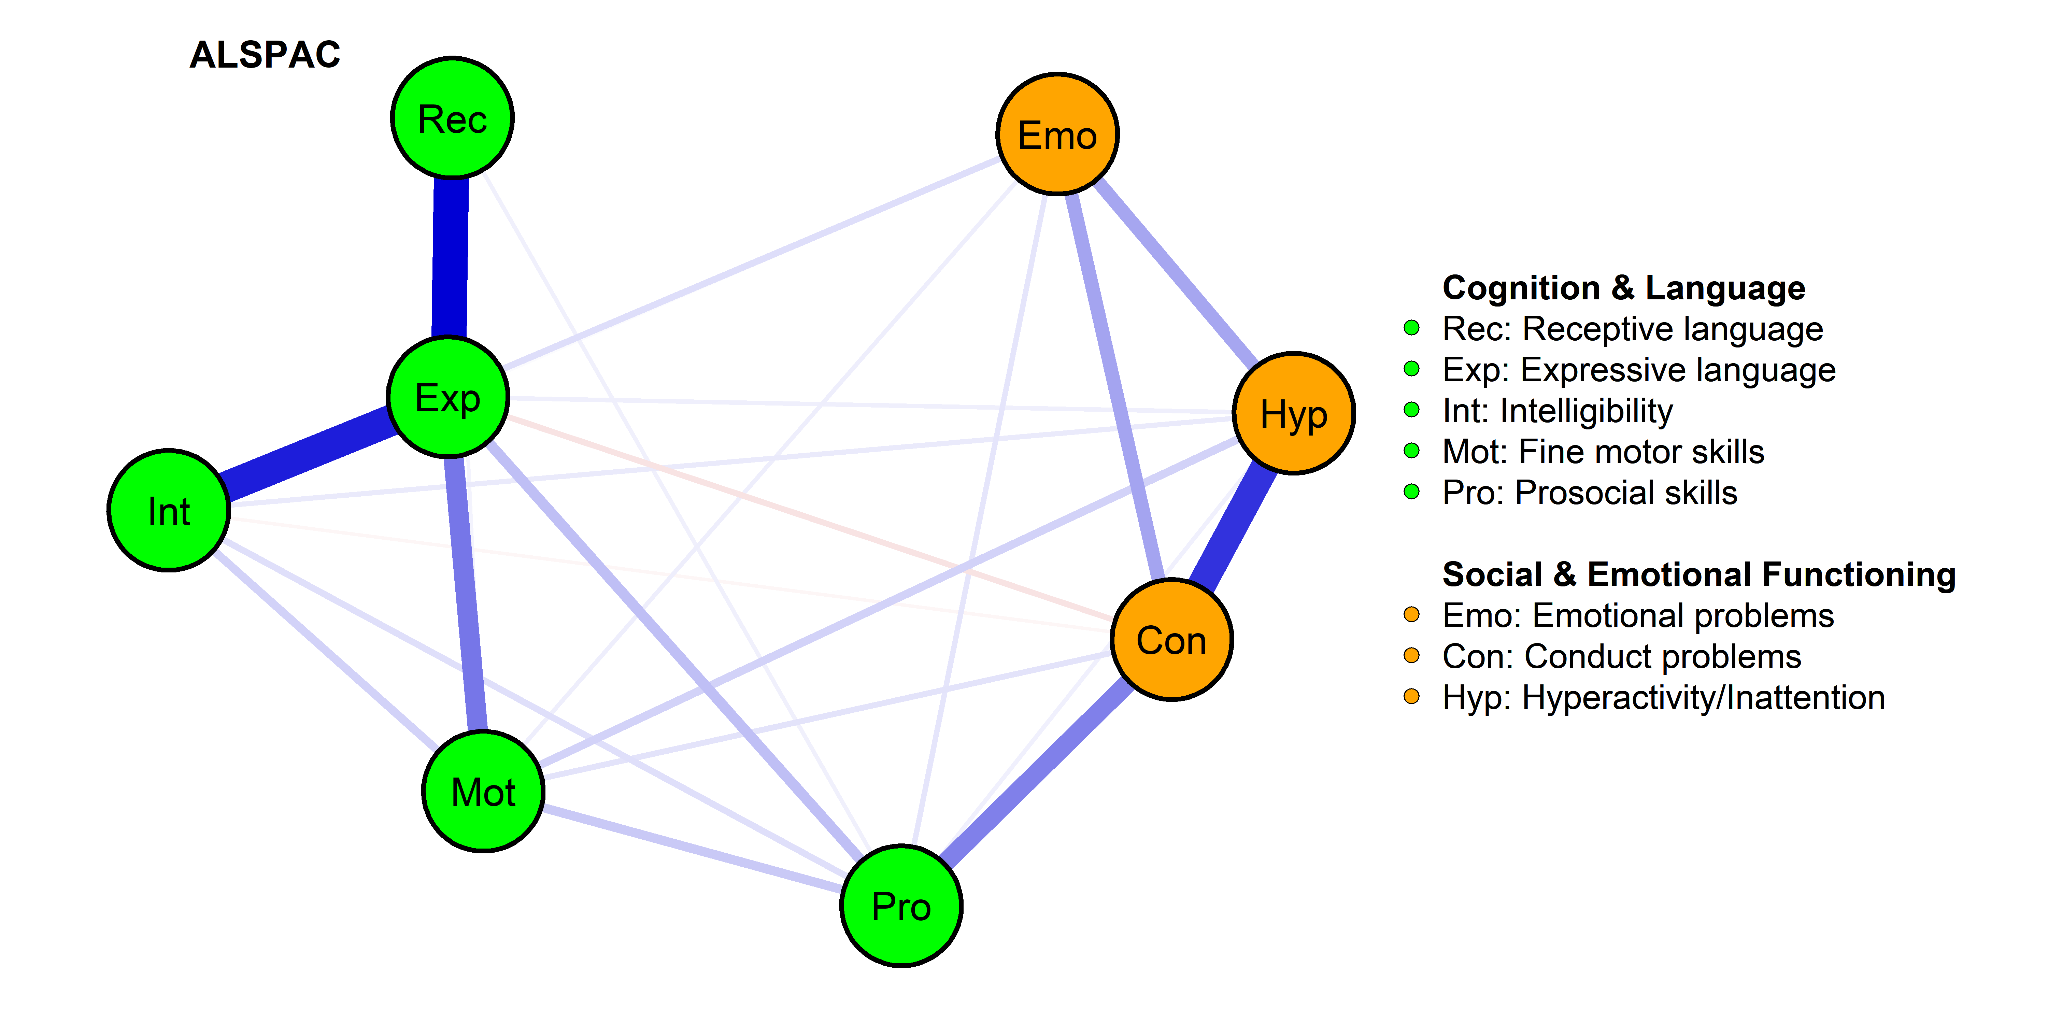 ALSPAC
Rec
Emo
Exp
Hyp
Int
Con
Mot
Pro
Cognition & Language
Rec: Receptive language
Exp: Expressive language
Int: Intelligibility
Mot: Fine motor skills
Pro: Prosocial skills
Social & Emotional Functioning
Emo: Emotional problems
Con: Conduct problems
Hyp: Hyperactivity/Inattention